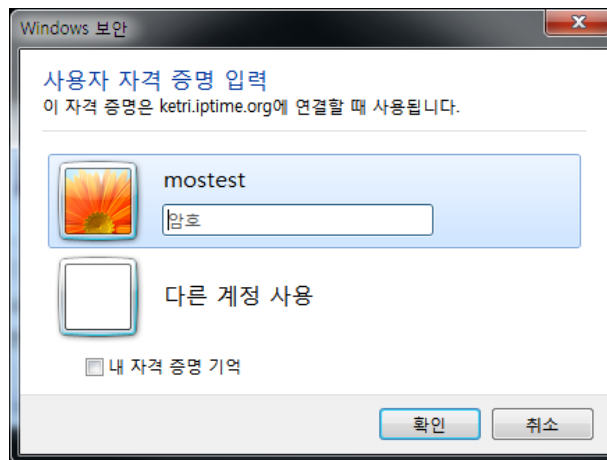 Windows 보안
사용자 자격 증명 입력
이 자격 증명은 ketri.iptime.org에 연결할 때 사용됩니다.
mostest
암호
다른 계정 사용
내 자격 증명 기억
확인
취소